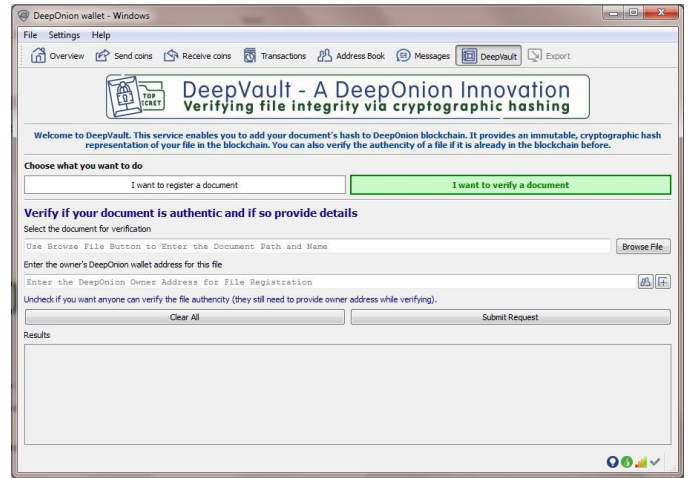 DeepOnion wallet - Windows
File Settings Help
Overview Send coins Receive coins Transactions Address Book Messages DeepVault Export
TOP
ICRET
DeepVault - A DeepOnion Innovation
Verifying file integrity via cryptographic hashing
Welcome to DeepVault. This service enables you to add your document's hash to DeepOnion blockchain. It provides an immutable, cryptographic hash
representation of your file in the blockchain. You can also verify the authencity of a file if it is already in the blockchain before.
Choose what you want to do
I want to register a document I want to verify a document
Verify if your document is authentic and if so provide details
Select the document for verification
Use Browse File Button to Enter the Document Path and Name Browse File
Enter the owner's DeepOnion wallet address for this file
Enter the DeepOnion Owner Address for File Registration
Uncheck if you want anyone can verify the file authencity (they still need to provide owner address while verifying).
Clear All Submit Request
Results